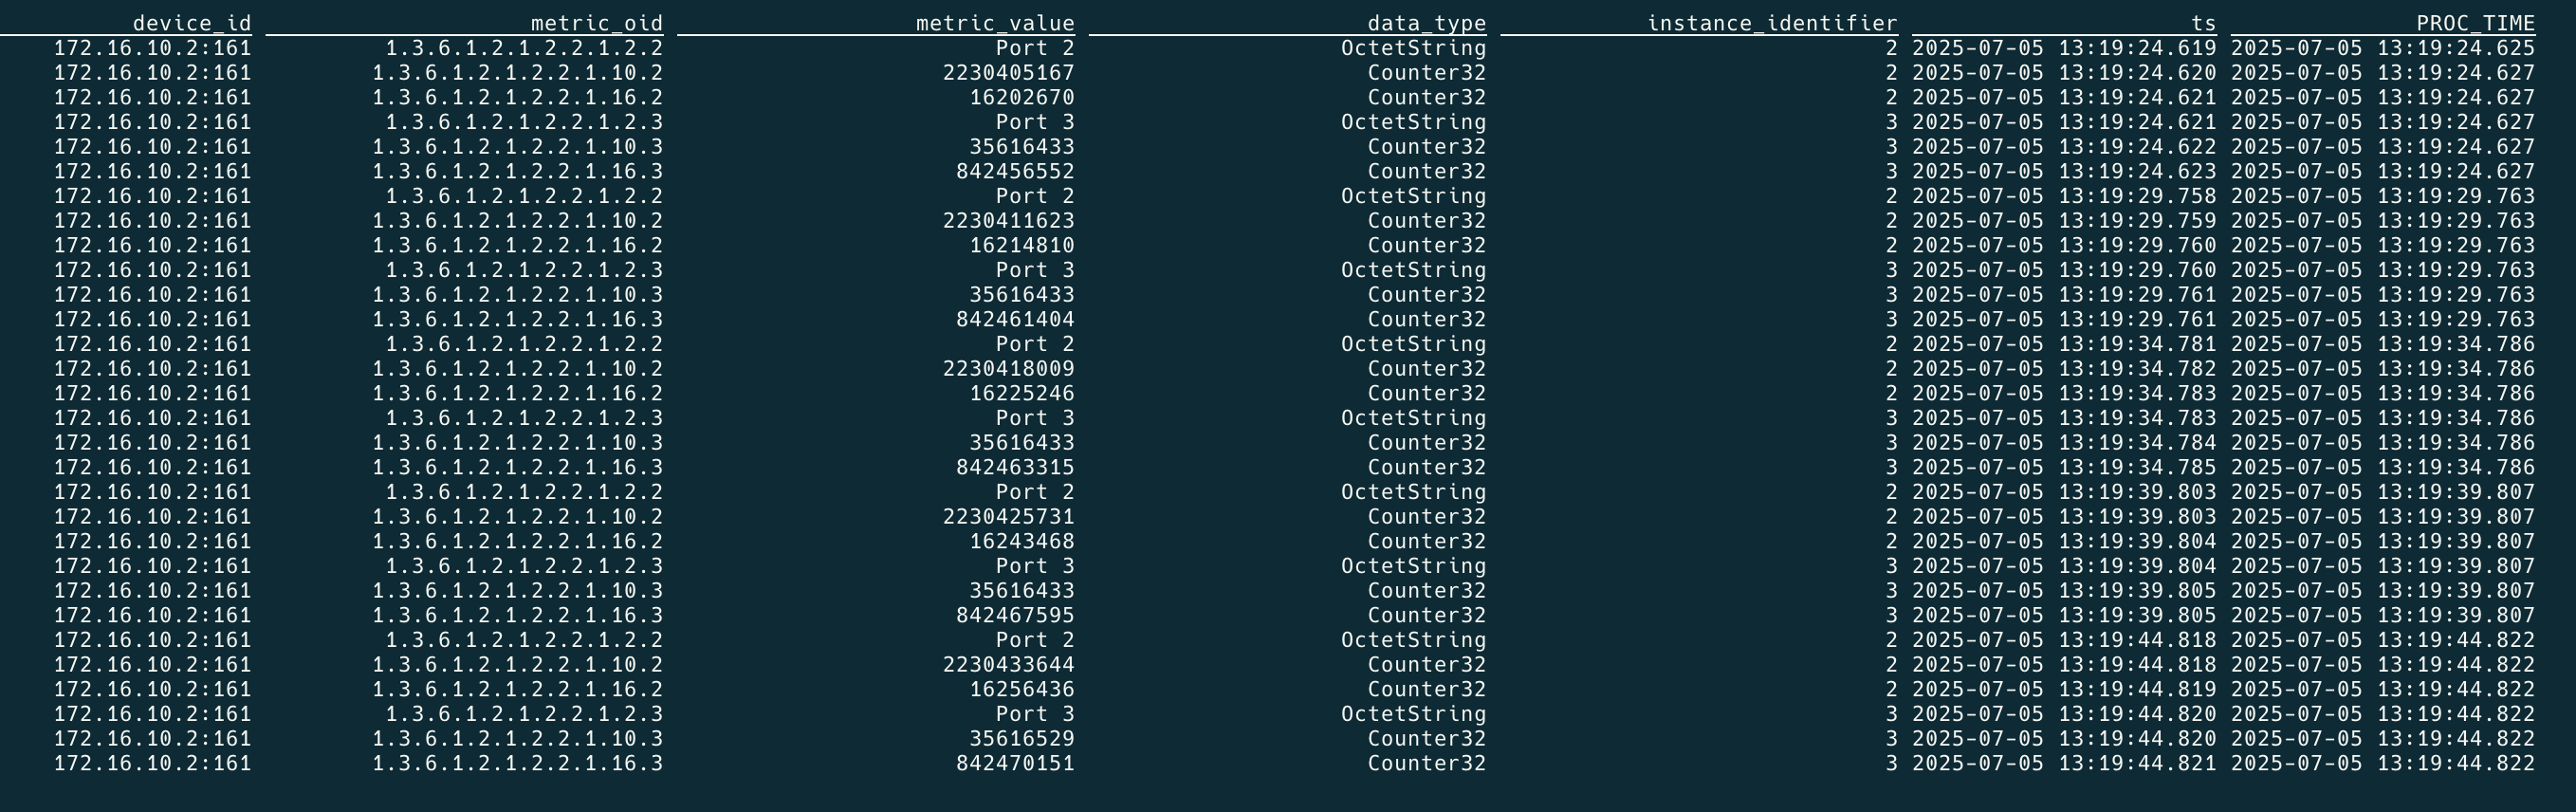 device_id metric_oid metric_value data_type instance_identifier ts PROC_TIME
172.16.10.2:161 1.3.6.1.2.1.2.2.1.2.2 Port 2 OctetString 2 2025-07-05 13:19:24.619 2025-07-05 13:19:24.625
172.16.10.2:161 1.3.6.1.2.1.2.2.1.10.2 2230405167 Counter32 2 2025-07-05 13:19:24.620 2025-07-05 13:19:24.627
172.16.10.2:161 1.3.6.1.2.1.2.2.1.16.2 16202670 Counter32 2 2025-07-05 13:19:24.621 2025-07-05 13:19:24.627
172.16.10.2:161 1.3.6.1.2.1.2.2.1.2.3 Port 3 OctetString 3 2025-07-05 13:19:24.621 2025-07-05 13:19:24.627
172.16.10.2:161 1.3.6.1.2.1.2.2.1.10.3 35616433 Counter32 3 2025-07-05 13:19:24.622 2025-07-05 13:19:24.627
172.16.10.2:161 1.3.6.1.2.1.2.2.1.16.3 842456552 Counter32 3 2025-07-05 13:19:24.623 2025-07-05 13:19:24.627
172.16.10.2:161 1.3.6.1.2.1.2.2.1.2.2 Port 2 OctetString 2 2025-07-05 13:19:29.758 2025-07-05 13:19:29.763
172.16.10.2:161 1.3.6.1.2.1.2.2.1.10.2 2230411623 Counter32 2 2025-07-05 13:19:29.759 2025-07-05 13:19:29.763
172.16.10.2:161 1.3.6.1.2.1.2.2.1.16.2 16214810 Counter32 2 2025-07-05 13:19:29.760 2025-07-05 13:19:29.763
172.16.10.2:161 1.3.6.1.2.1.2.2.1.2.3 Port 3 OctetString 3 2025-07-05 13:19:29.760 2025-07-05 13:19:29.763
172.16.10.2:161 1.3.6.1.2.1.2.2.1.10.3 35616433 Counter32 3 2025-07-05 13:19:29.761 2025-07-05 13:19:29.763
172.16.10.2:161 1.3.6.1.2.1.2.2.1.16.3 842461404 Counter32 3 2025-07-05 13:19:29.761 2025-07-05 13:19:29.763
172.16.10.2:161 1.3.6.1.2.1.2.2.1.2.2 Port 2 OctetString 2 2025-07-05 13:19:34.781 2025-07-05 13:19:34.786
172.16.10.2:161 1.3.6.1.2.1.2.2.1.10.2 2230418009 Counter32 2 2025-07-05 13:19:34.782 2025-07-05 13:19:34.786
172.16.10.2:161 1.3.6.1.2.1.2.2.1.16.2 16225246 Counter32 2 2025-07-05 13:19:34.783 2025-07-05 13:19:34.786
172.16.10.2:161 1.3.6.1.2.1.2.2.1.2.3 Port 3 OctetString 3 2025-07-05 13:19:34.783 2025-07-05 13:19:34.786
172.16.10.2:161 1.3.6.1.2.1.2.2.1.10.3 35616433 Counter32 3 2025-07-05 13:19:34.784 2025-07-05 13:19:34.786
172.16.10.2:161 1.3.6.1.2.1.2.2.1.16.3 842463315 Counter32 3 2025-07-05 13:19:34.785 2025-07-05 13:19:34.786
172.16.10.2:161 1.3.6.1.2.1.2.2.1.2.2 Port 2 OctetString 2 2025-07-05 13:19:39.803 2025-07-05 13:19:39.807
172.16.10.2:161 1.3.6.1.2.1.2.2.1.10.2 2230425731 Counter32 2 2025-07-05 13:19:39.803 2025-07-05 13:19:39.807
172.16.10.2:161 1.3.6.1.2.1.2.2.1.16.2 16243468 Counter32 2 2025-07-05 13:19:39.804 2025-07-05 13:19:39.807
172.16.10.2:161 1.3.6.1.2.1.2.2.1.2.3 Port 3 OctetString 3 2025-07-05 13:19:39.804 2025-07-05 13:19:39.807
172.16.10.2:161 1.3.6.1.2.1.2.2.1.10.3 35616433 Counter32 3 2025-07-05 13:19:39.805 2025-07-05 13:19:39.807
172.16.10.2:161 1.3.6.1.2.1.2.2.1.16.3 842467595 Counter32 3 2025-07-05 13:19:39.805 2025-07-05 13:19:39.807
172.16.10.2:161 1.3.6.1.2.1.2.2.1.2.2 Port 2 OctetString 2 2025-07-05 13:19:44.818 2025-07-05 13:19:44.822
172.16.10.2:161 1.3.6.1.2.1.2.2.1.10.2 2230433644 Counter32 2 2025-07-05 13:19:44.818 2025-07-05 13:19:44.822
172.16.10.2:161 1.3.6.1.2.1.2.2.1.16.2 16256436 Counter32 2 2025-07-05 13:19:44.819 2025-07-05 13:19:44.822
172.16.10.2:161 1.3.6.1.2.1.2.2.1.2.3 Port 3 OctetString 3 2025-07-05 13:19:44.820 2025-07-05 13:19:44.822
172.16.10.2:161 1.3.6.1.2.1.2.2.1.10.3 35616529 Counter32 3 2025-07-05 13:19:44.820 2025-07-05 13:19:44.822
172.16.10.2:161 1.3.6.1.2.1.2.2.1.16.3 842470151 Counter32 3 2025-07-05 13:19:44.821 2025-07-05 13:19:44.822